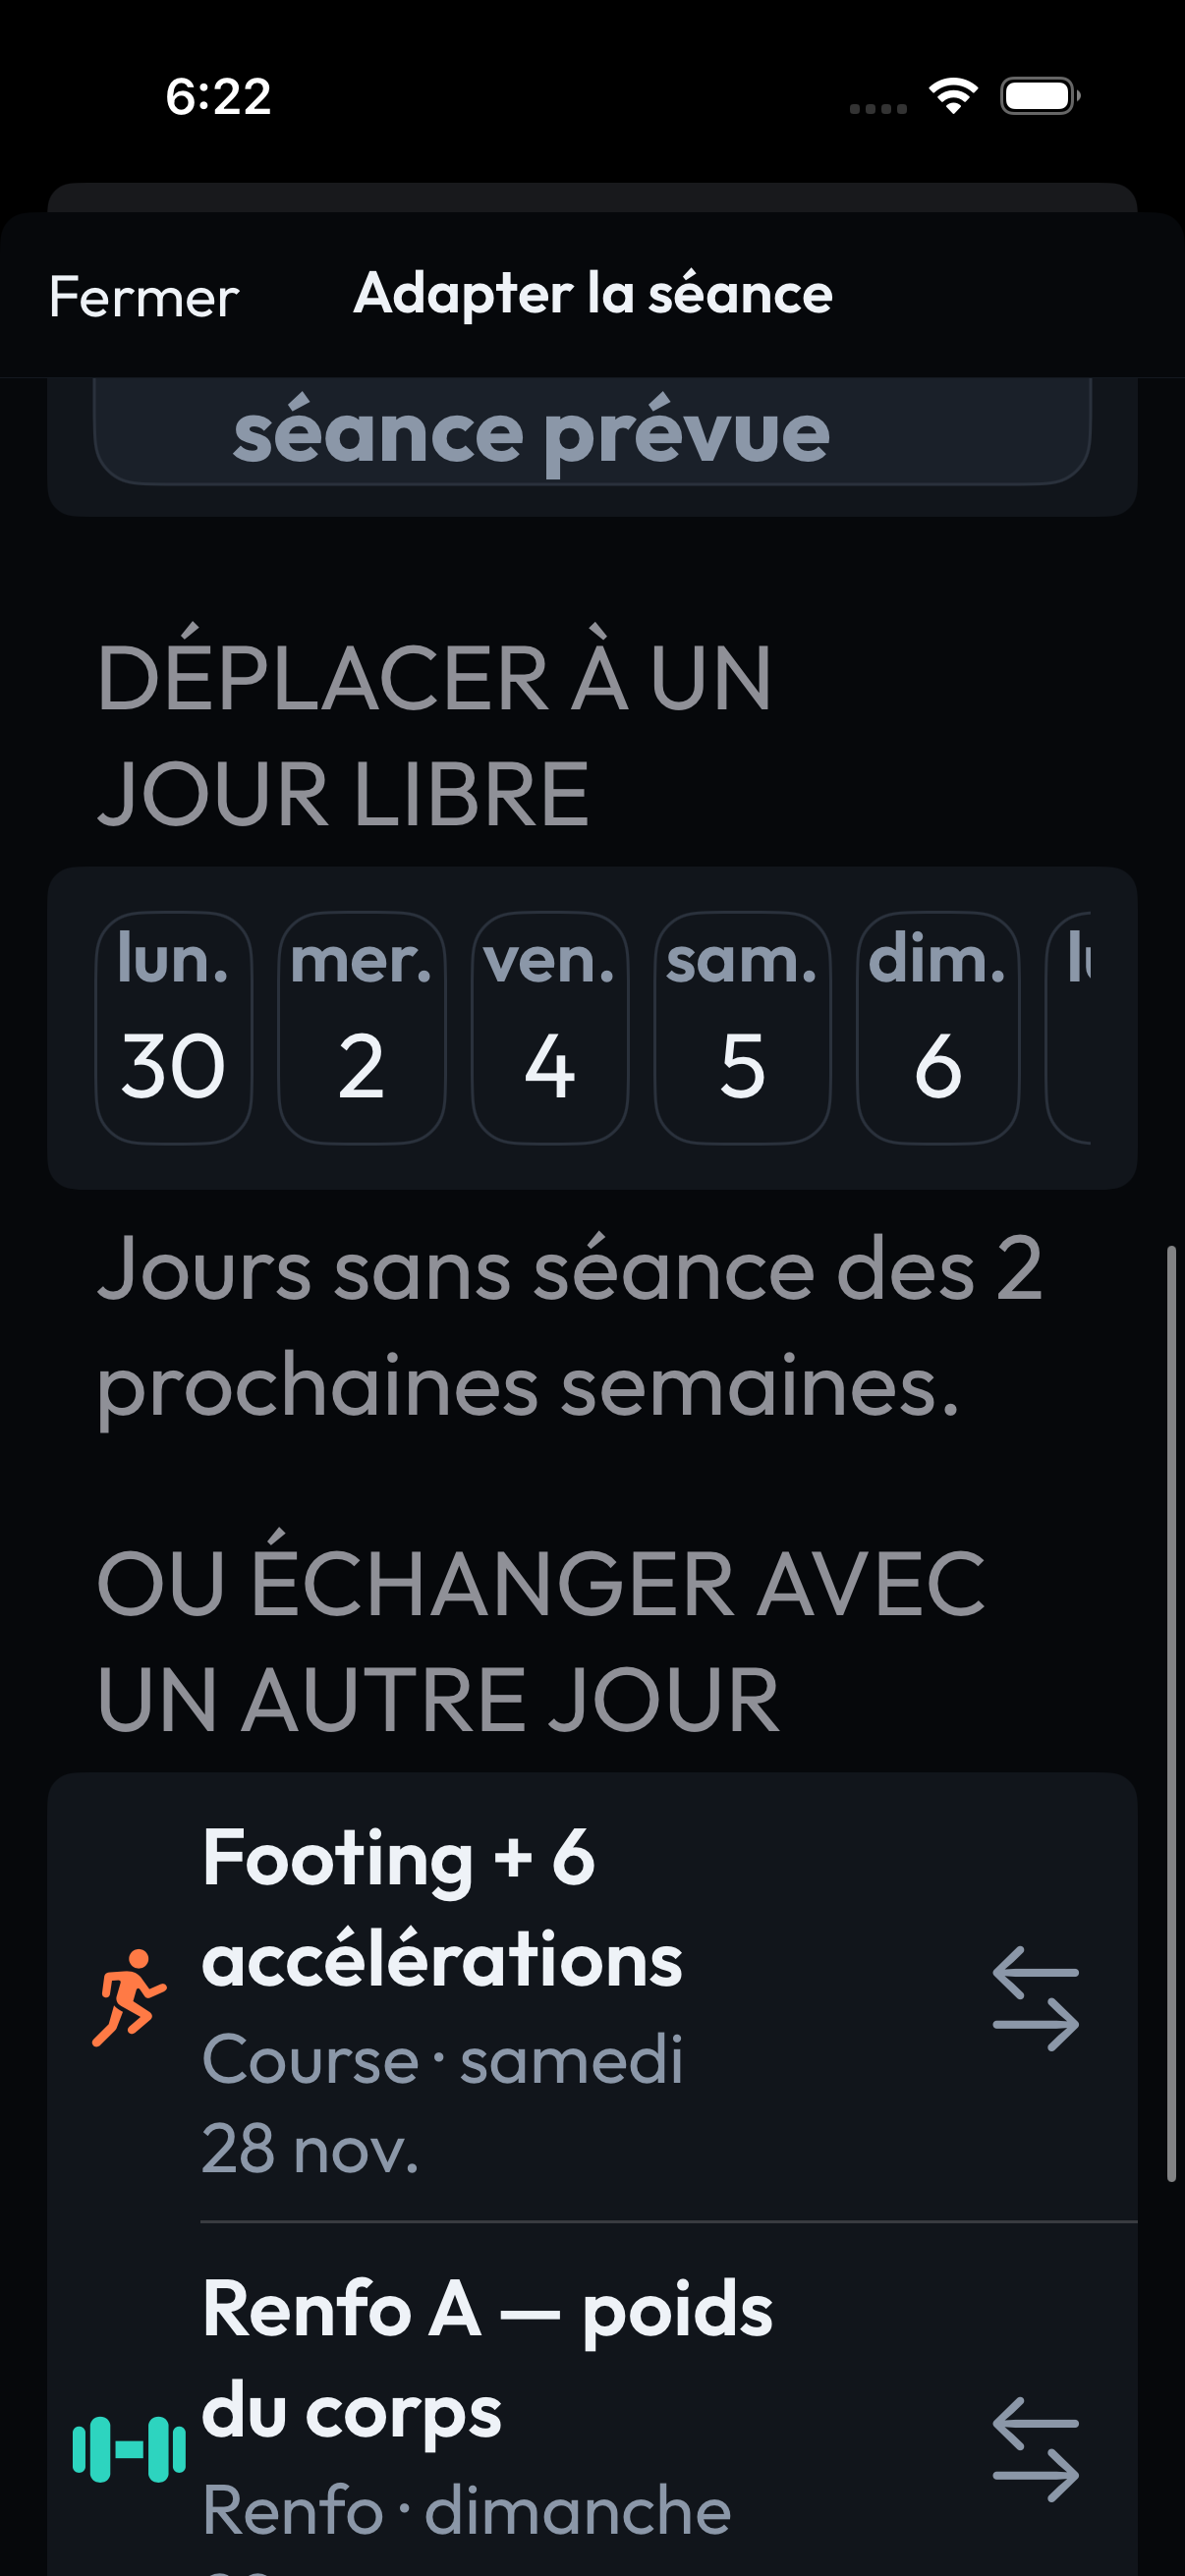 6:22
Fermer
Adapter la séance
séance prévue
DÉPLACER À UN
JOUR LIBRE
lun. mer. ven. sam. dim.
30 2 4 5 6
Jours sans séance des 2
prochaines semaines.
OU ÉCHANGER AVEC
UN AUTRE JOUR
Footing + 6
accélérations
Course · samedi
28 nov.
Renfo A — poids
du corps
Renfo · dimanche